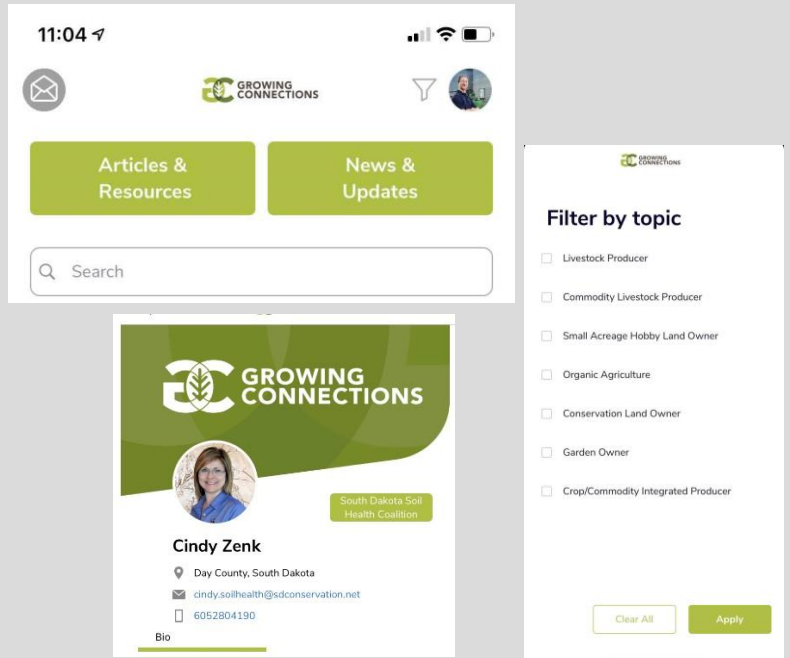 11:04
GROWING
CONNECTIONS
Articles &
Resources
News &
Updates
Search
GROWING
CONNECTIONS
South Dakota Soil
Health Coalition
Cindy Zenk
Day County, South Dakota
cindy.soilhealth@sdconservation.net
6052804190
Bio
GROWING
CONNECTIONS
Filter by topic
Livestock Producer
Commodity Livestock Producer
Small Acreage Hobby Land Owner
Organic Agriculture
Conservation Land Owner
Garden Owner
Crop/Commodity Integrated Producer
Clear All
Apply